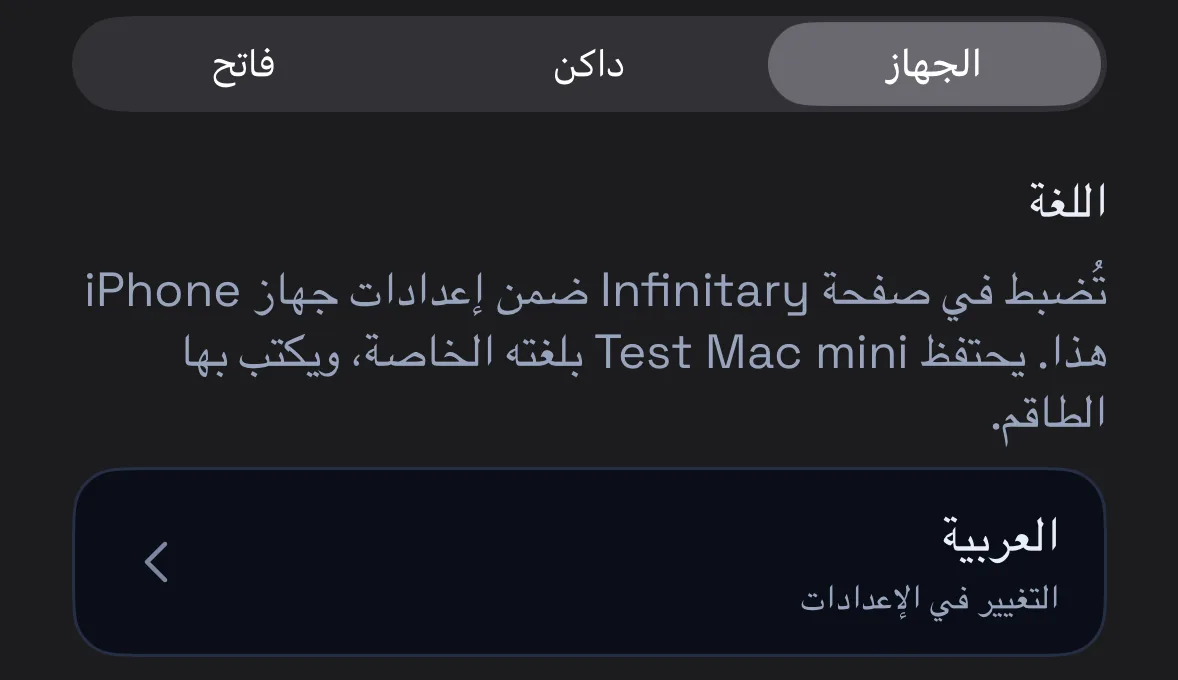 الجهاز
داكن
فاتح
اللغة
تُضبط في صفحة Infinitary ضمن إعدادات جهاز iPhone
هذا. يحتفظ Test Mac mini بلغته الخاصة، ويكتب بها
الطاقم.
العربية
التغيير في الإعدادات